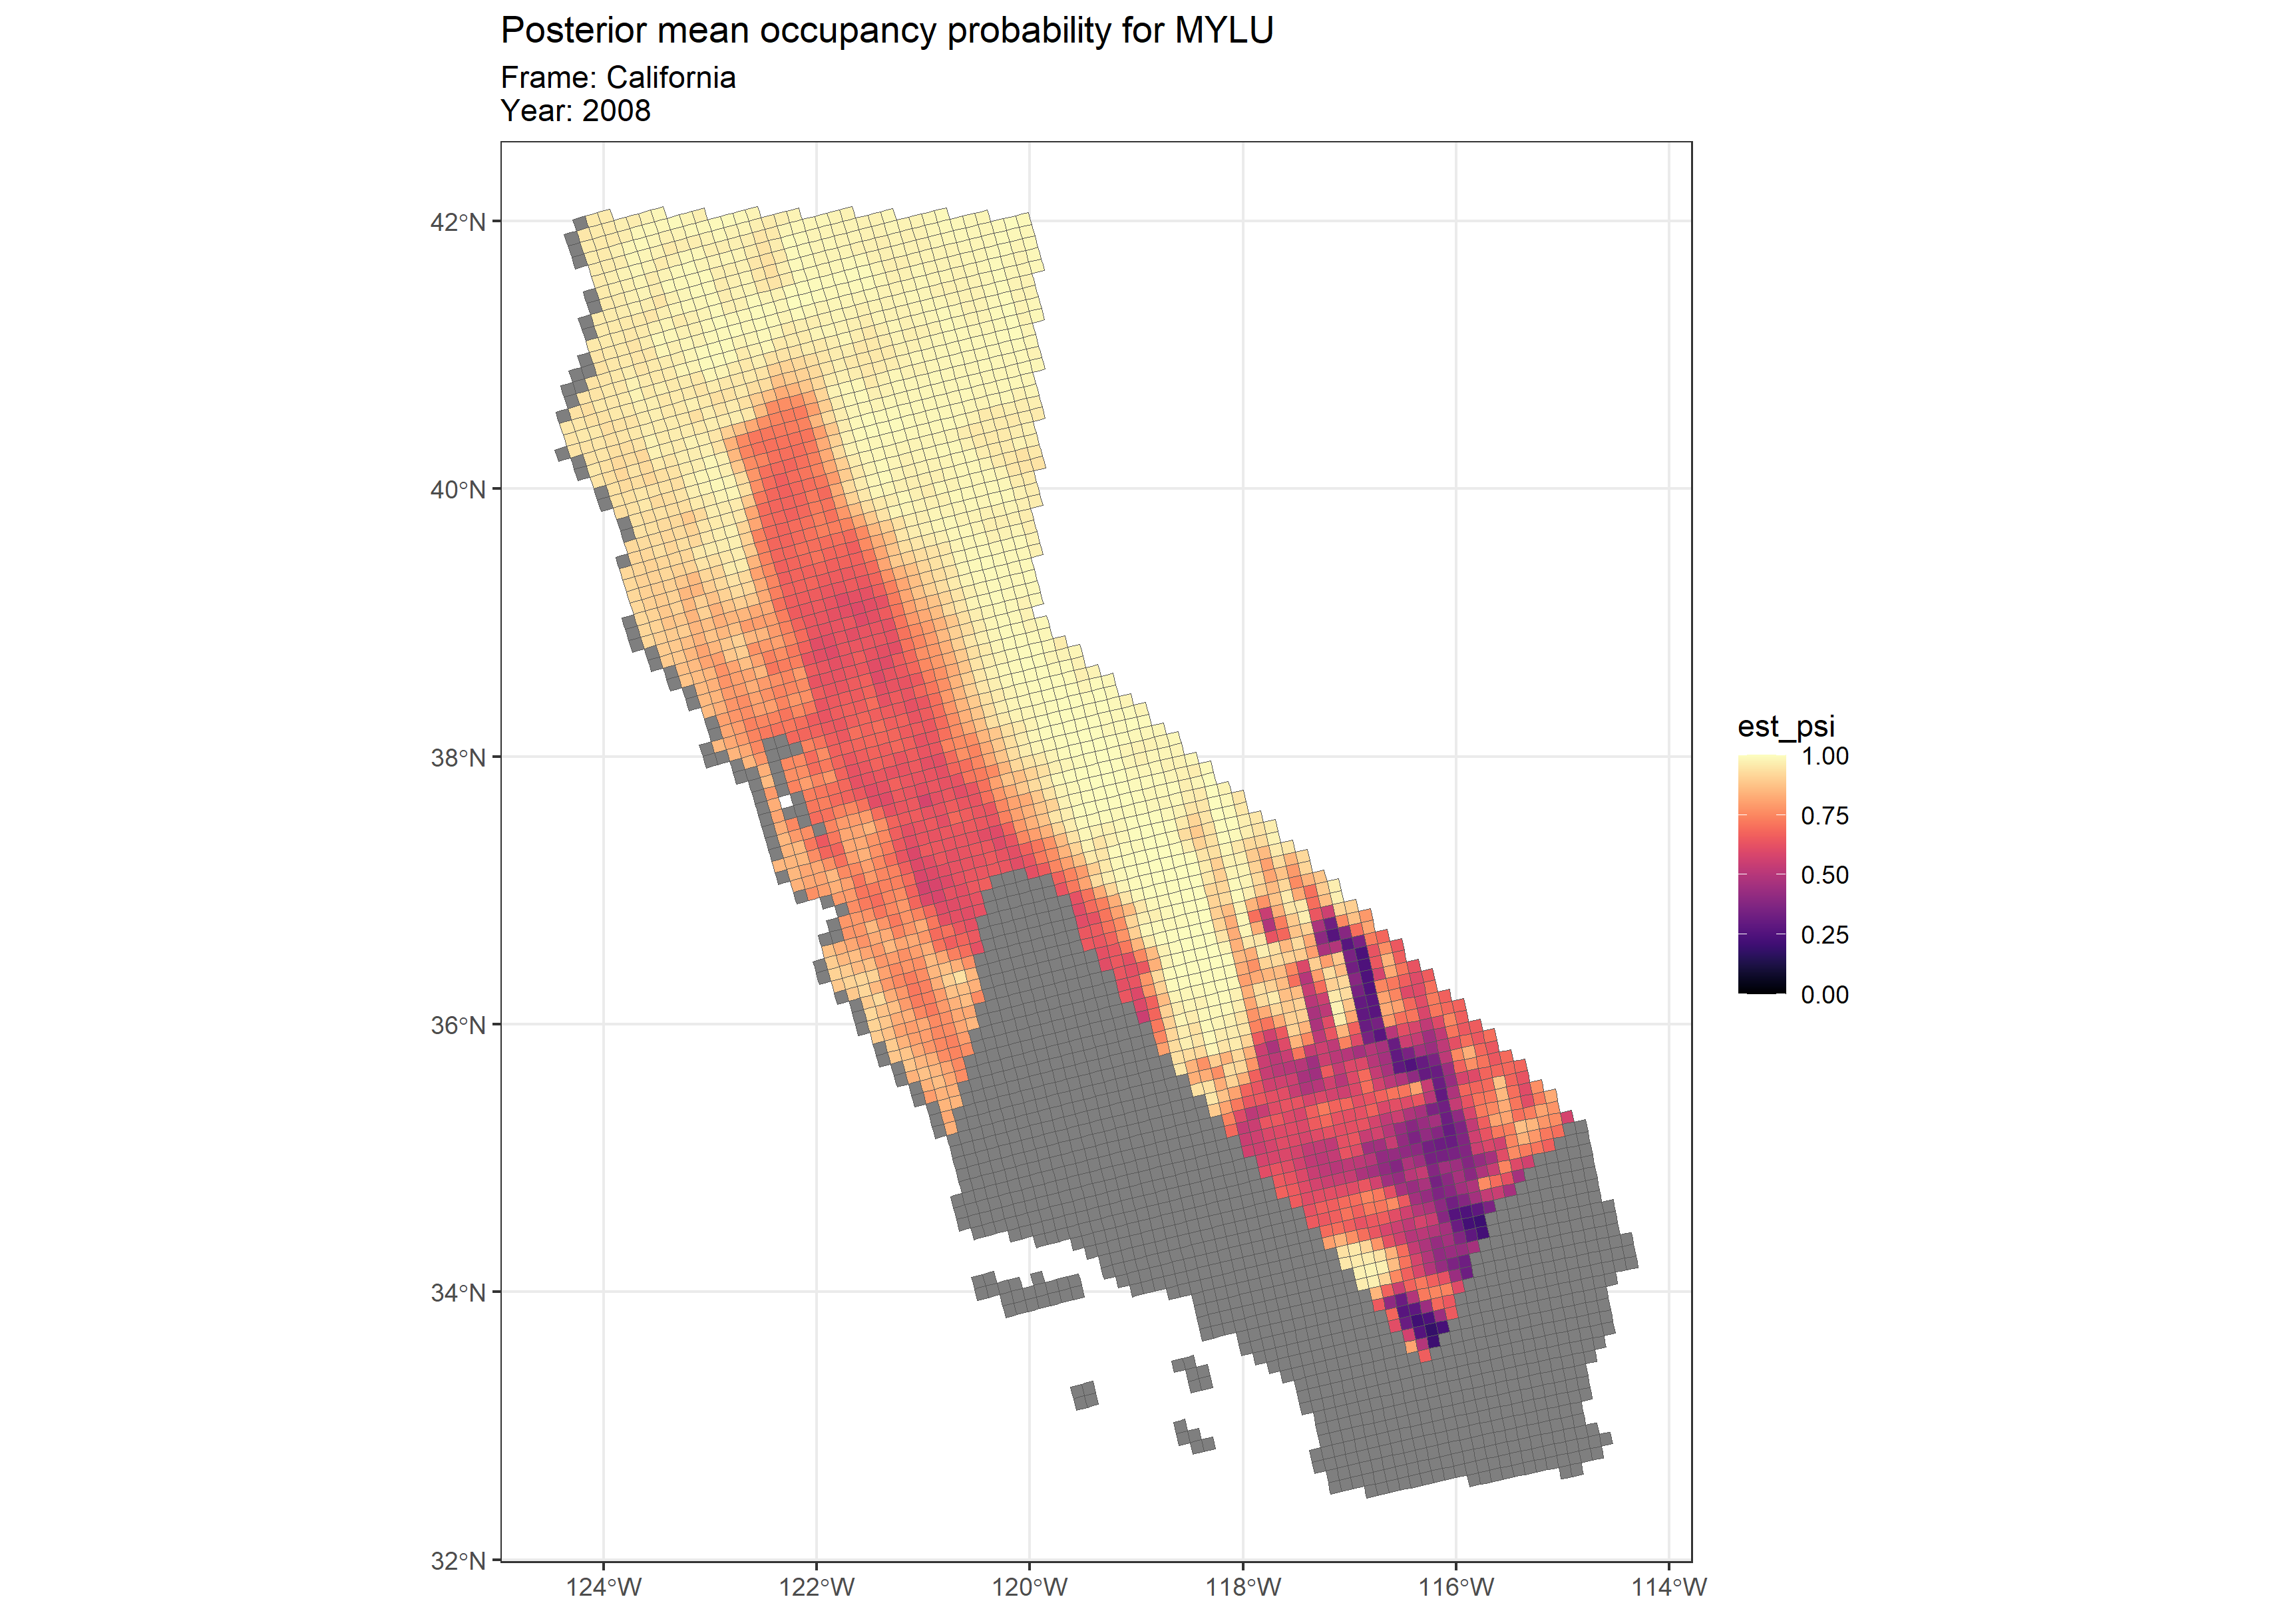 Posterior mean occupancy probability for MYLU
Frame: California
Year: 2008
42°N
40°N
38°N
36°N
34°N
32°N
124°W
122°W
120°W
118°W
116°W
114°W
est_psi
1.00
0.75
0.50
0.25
0.00